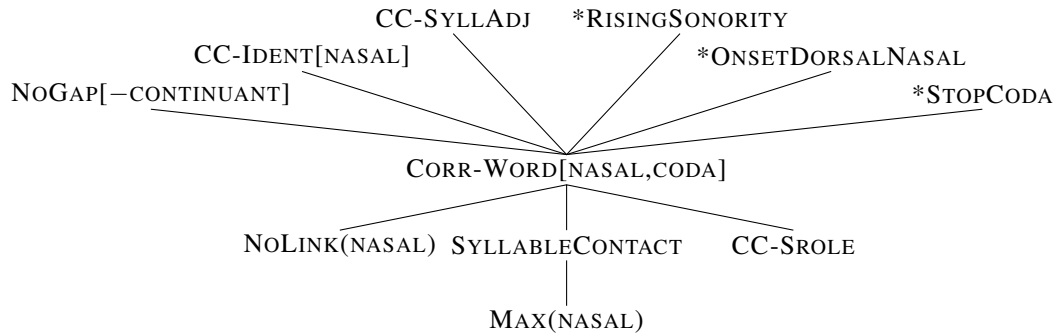 CC-SYLLADJ *RISINGSONORITY
CC-IDENT[NASAL] *ONSETDORSALNASAL
NOGAP[−CONTINUANT] *STOPCODA
CORR-WORD[NASAL,CODA]
NOLINK(NASAL) SYLLABLECONTACT CC-SROLE
MAX(NASAL)